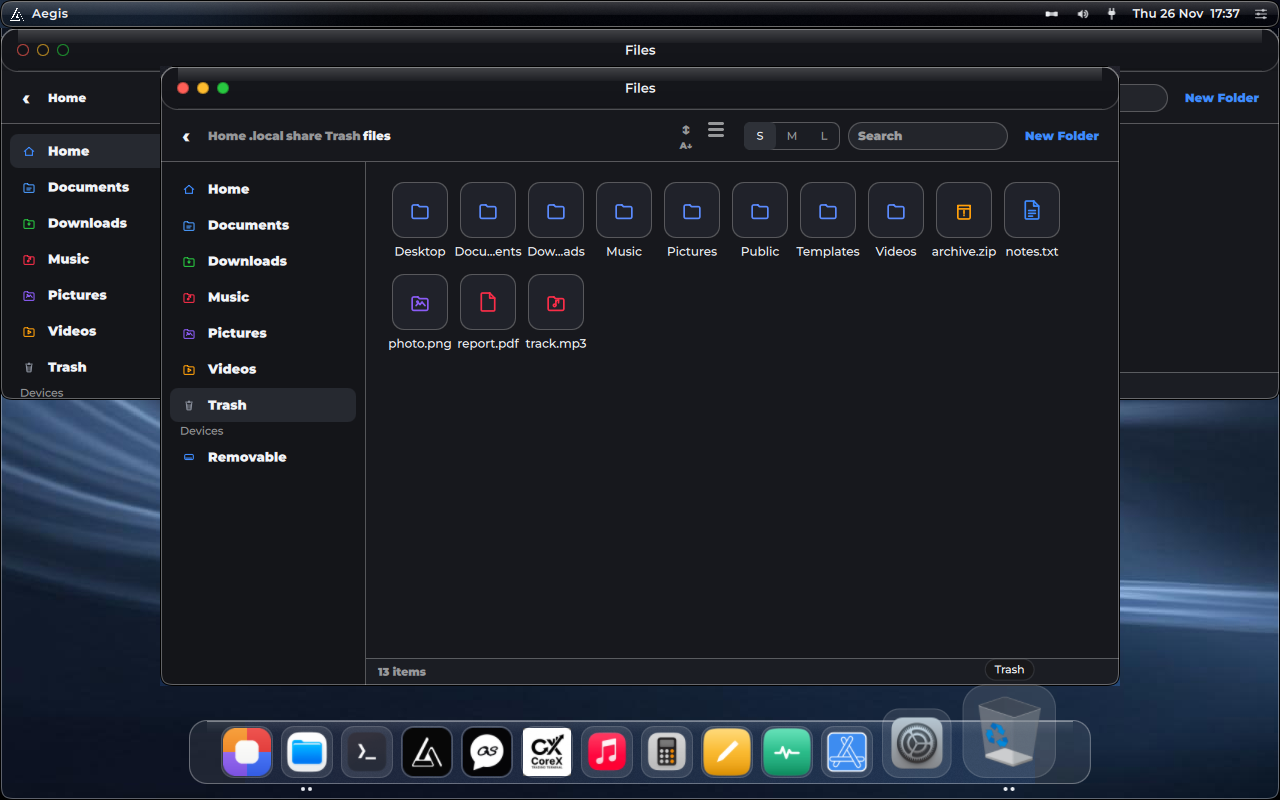 Aegis
Thu 26 Nov 17:37
Files
Home
New Folder
Home
Documents
Downloads
Music
Pictures
Videos
Trash
Devices
Files
Home .local share Trash files
A+
S M L
Search
New Folder
Home
Documents
Downloads
Music
Pictures
Videos
Trash
Devices
Removable
Desktop Docu...ents Dow...ads Music Pictures Public Templates Videos archive.zip notes.txt
photo.png report.pdf track.mp3
13 items
Trash
CX
CoreX